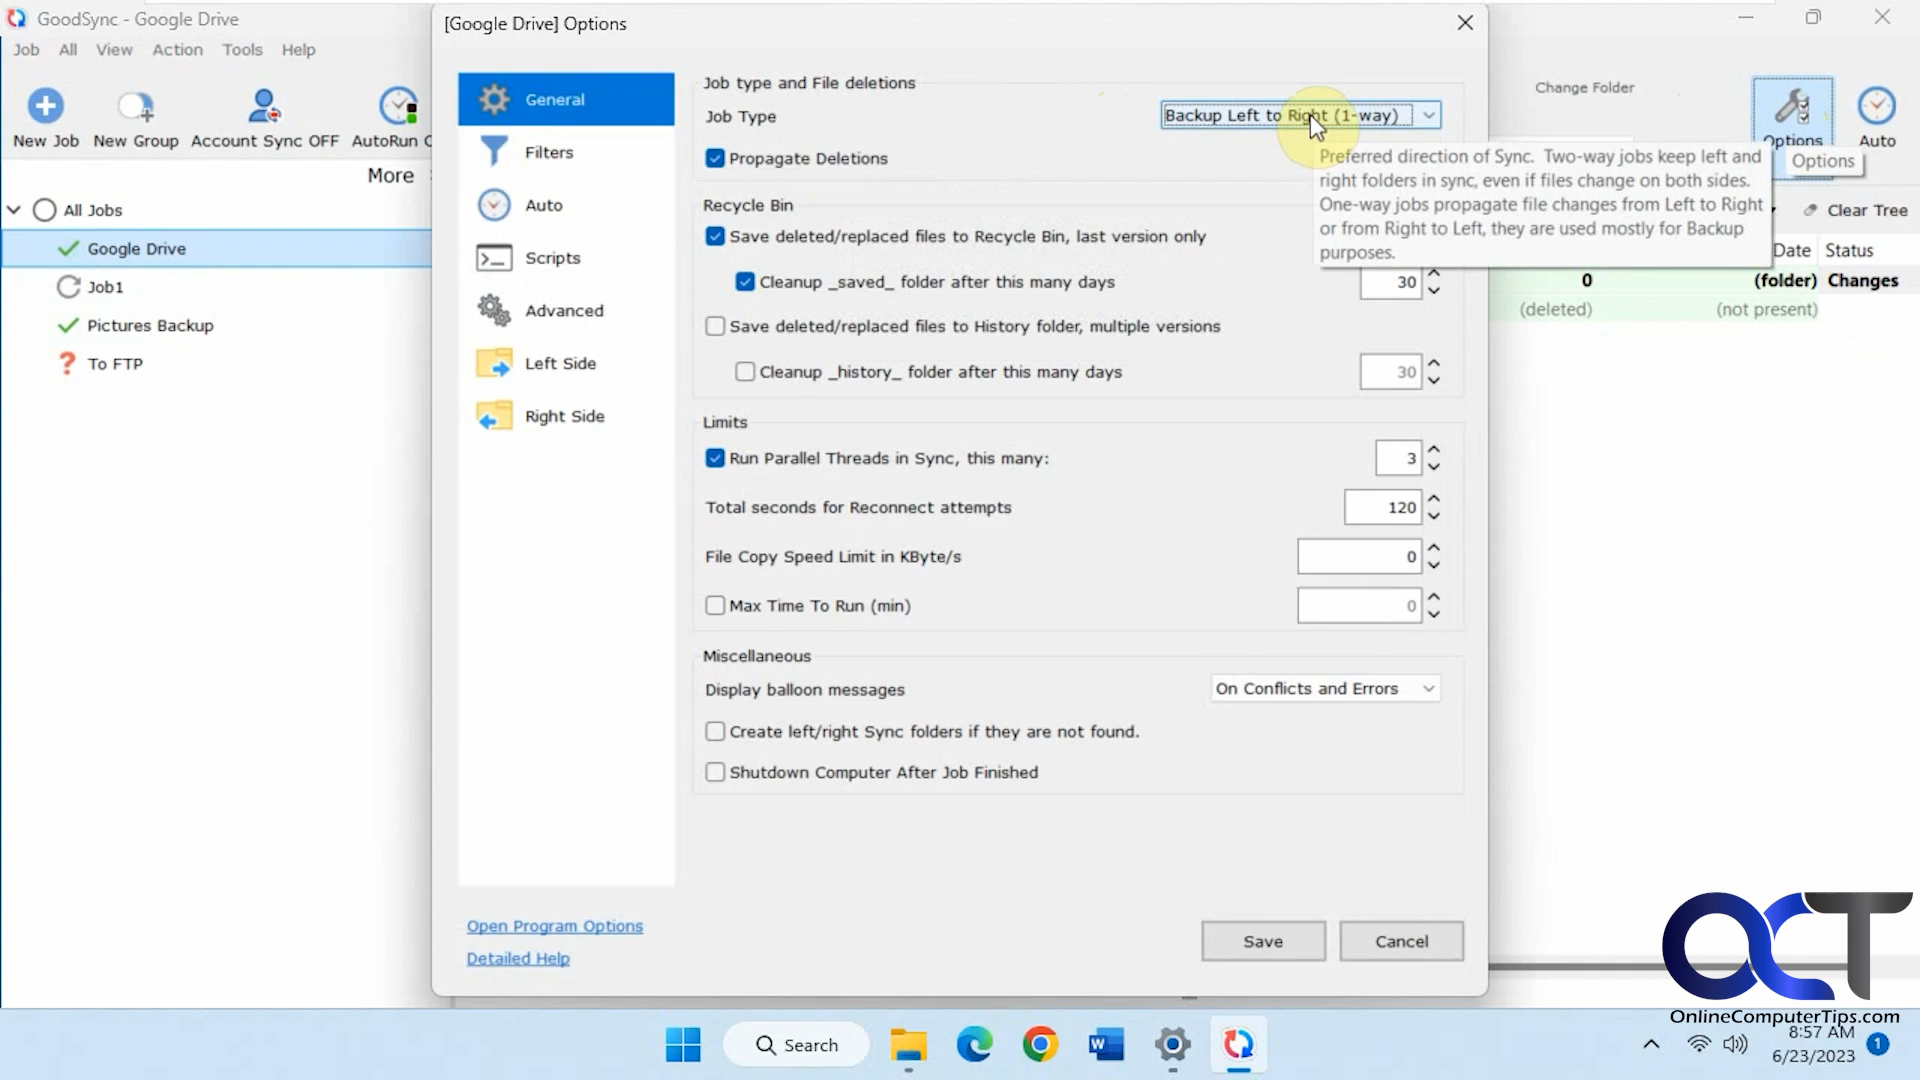 GoodSync - Google Drive
Job All View Action Tools Help
New Job New Group Account Sync OFF AutoRun
More
All Jobs
Google Drive
Job1
Pictures Backup
To FTP
[Google Drive] Options
General
Filters
Auto
Scripts
Advanced
Left Side
Right Side
Open Program Options
Detailed Help
Job type and File deletions
Job Type Backup Left to Right (1-way)
Propagate Deletions
Recycle Bin
Save deleted/replaced files to Recycle Bin, last version only
Cleanup _saved_ folder after this many days 30
Save deleted/replaced files to History folder, multiple versions
Cleanup _history_ folder after this many days 30
Limits
Run Parallel Threads in Sync, this many: 3
Total seconds for Reconnect attempts 120
File Copy Speed Limit in KByte/s 0
Max Time To Run (min) 0
Miscellaneous
Display balloon messages On Conflicts and Errors
Create left/right Sync folders if they are not found.
Shutdown Computer After Job Finished
Save Cancel
Preferred direction of Sync. Two-way jobs keep left and
right folders in sync, even if files change on both sides.
One-way jobs propagate file changes from Left to Right
or from Right to Left, they are used mostly for Backup
purposes.
Change Folder
Options Auto
Options
Clear Tree
Date Status
0 (folder) Changes
(deleted) (not present)
OCT
OnlineComputerTips.com
Search
8:57 AM
6/23/2023
1